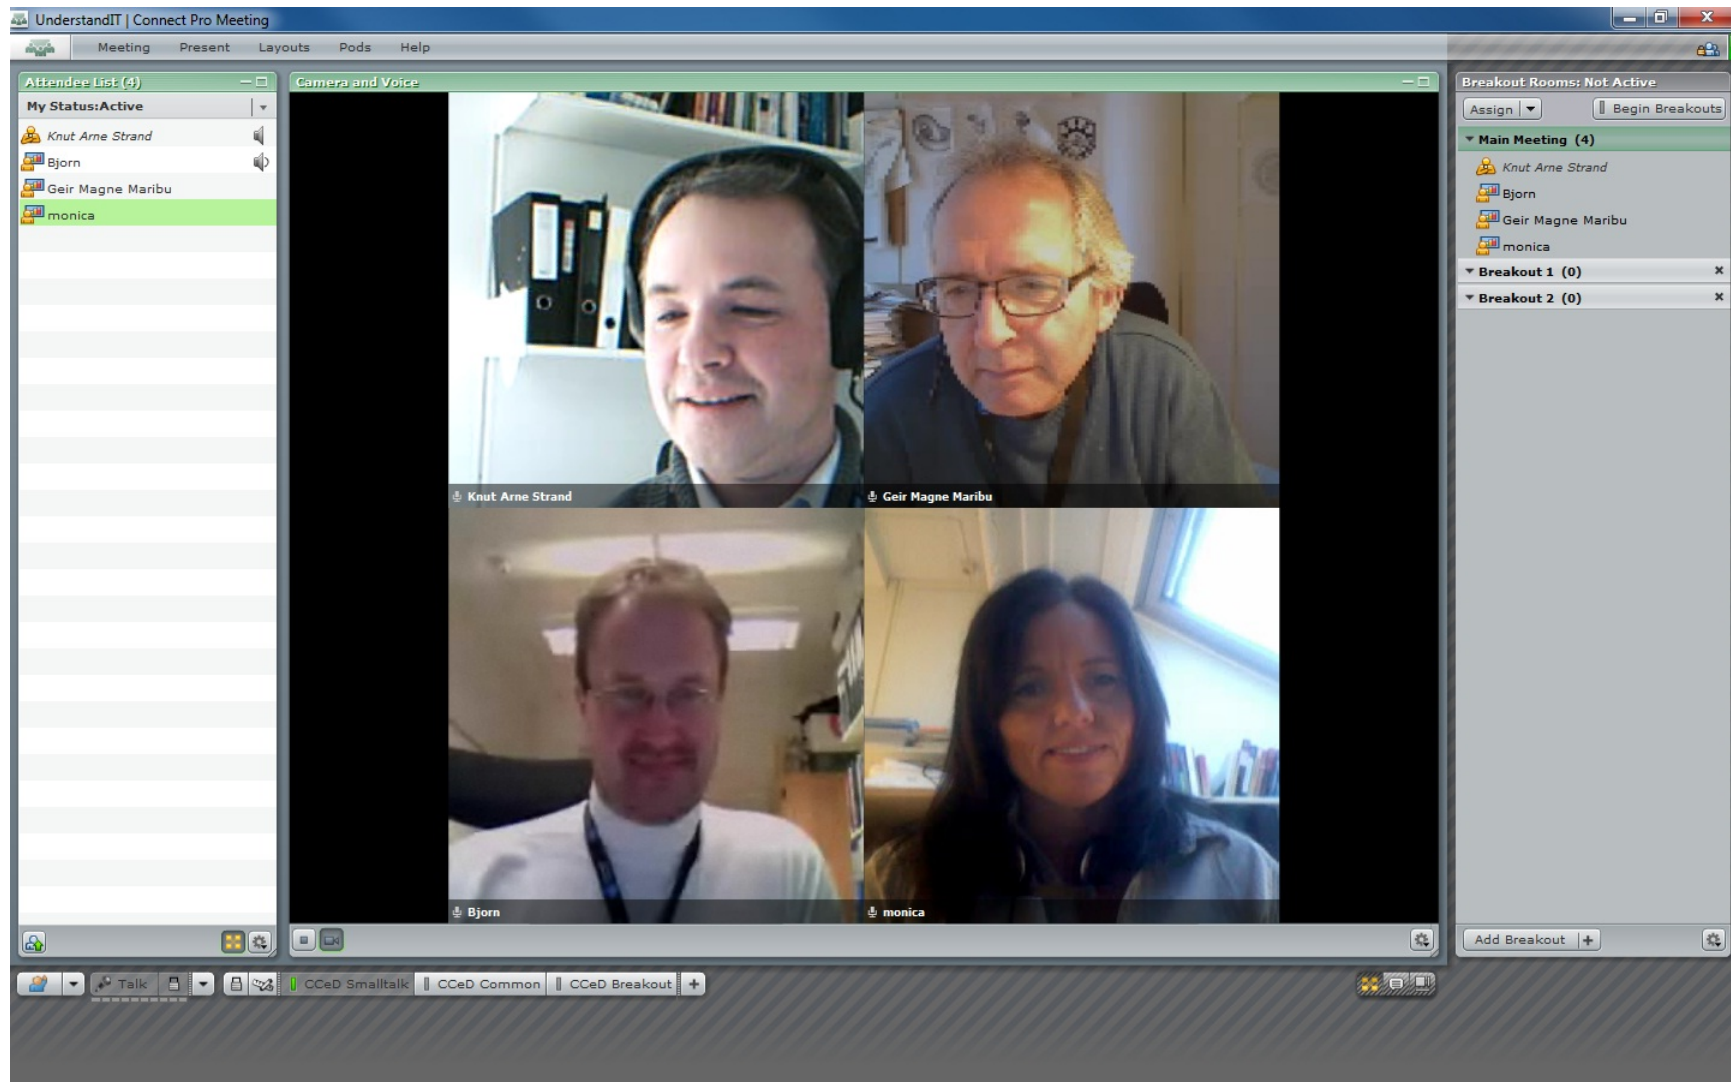 UnderstandIT | Connect Pro Meeting
Meeting Present Layouts Pods Help
Attendee List (4)
My Status:Active
Knut Arne Strand
Bjorn
Geir Magne Maribu
monica
Camera and Voice
Knut Arne Strand
Geir Magne Maribu
Bjorn
monica
Breakout Rooms: Not Active
Assign Begin Breakouts
Main Meeting (4)
Knut Arne Strand
Bjorn
Geir Magne Maribu
monica
Breakout 1 (0)
Breakout 2 (0)
Add Breakout +
Talk CCeD Smalltalk CCeD Common CCeD Breakout +